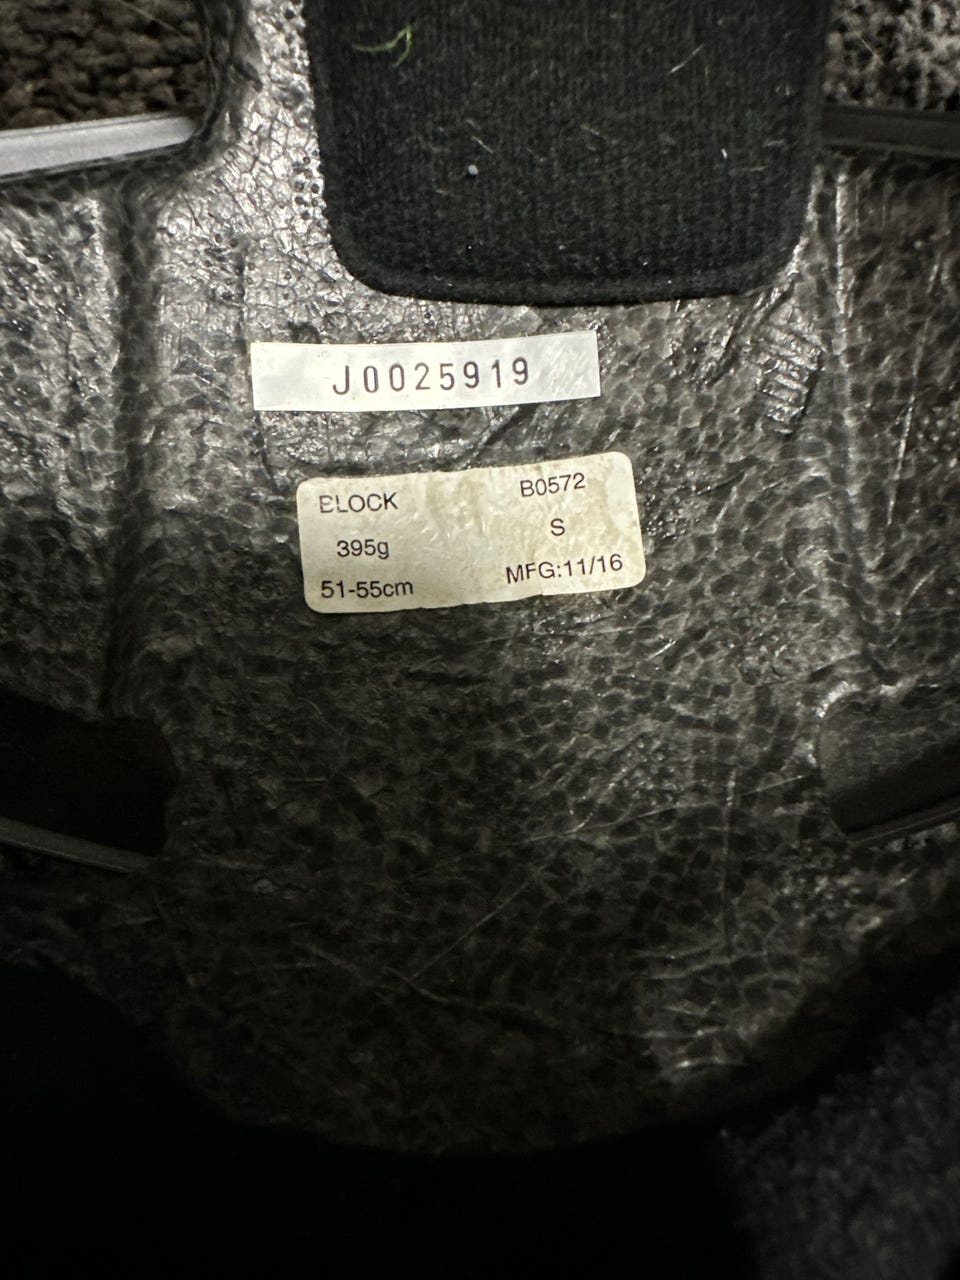 J0025919
BLOCK B0572
395g S
51-55cm MFG:11/16